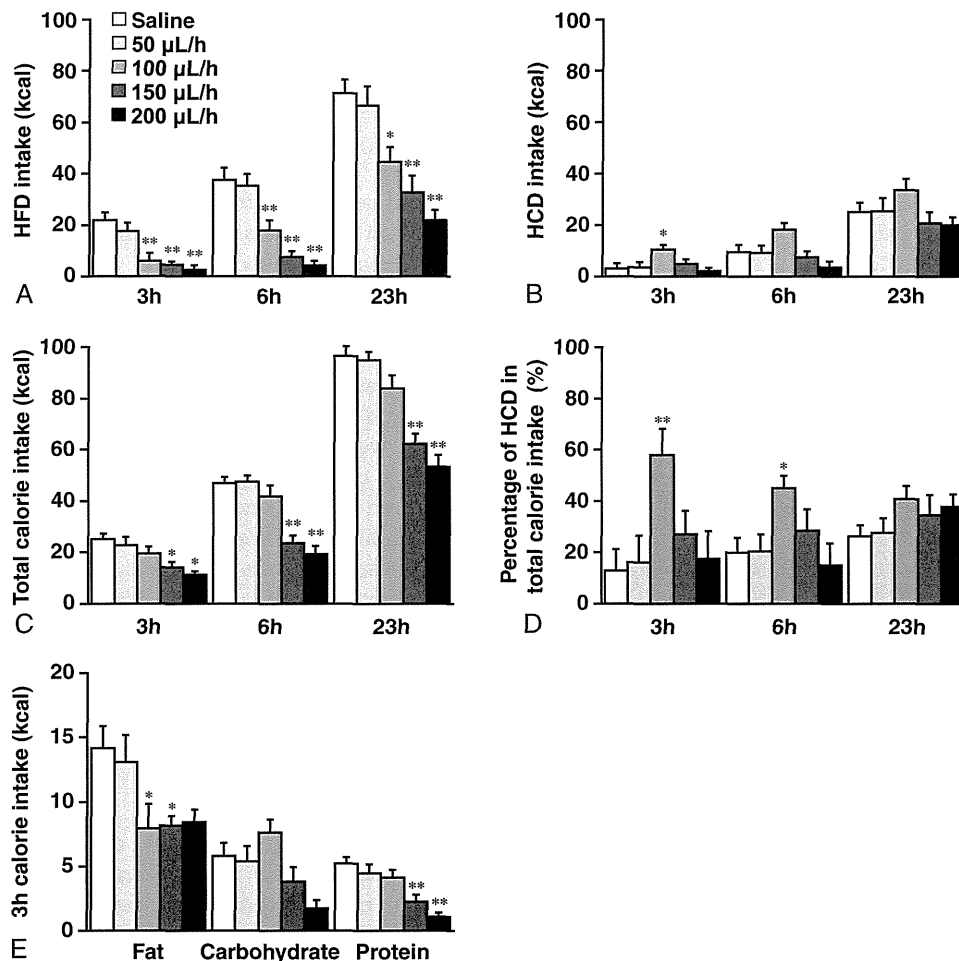 100
80
60
40
20
0
HFD intake (kcal)
Saline
50 µL/h
100 µL/h
150 µL/h
200 µL/h
** ** **
** ** **
* ** **
3h 6h 23h
A
100
80
60
40
20
0
HCD intake (kcal)
*
3h 6h 23h
B
100
80
60
40
20
0
Total calorie intake (kcal)
* *
** **
** **
3h 6h 23h
C
100
80
60
40
20
0
Percentage of HCD in
total calorie intake (%)
**
*
3h 6h 23h
D
20
15
10
5
0
3h calorie intake (kcal)
* *
** **
Fat Carbohydrate Protein
E